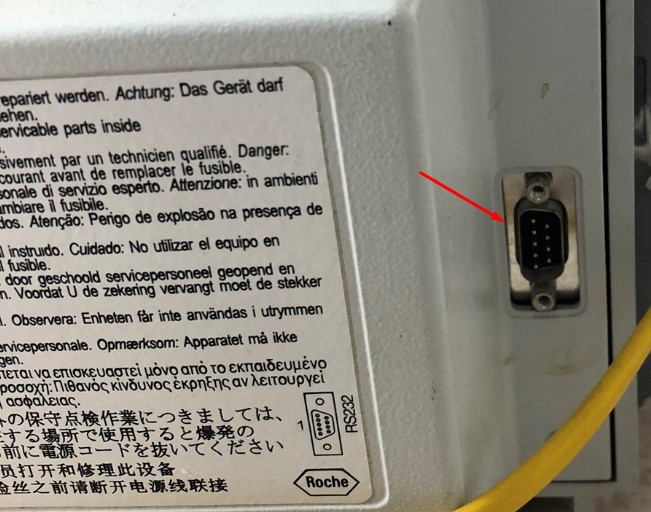 repariert werden. Achtung: Das Gerät darf
ehen.
ervicable parts inside
sivement par un technicien qualifié. Danger:
courant avant de remplacer le fusible.
sonale di servizio esperto. Attenzione: in ambienti
ambiare il fusibile.
dos. Atenção: Perigo de explosão na presença de
l instruido. Cuidado: No utilizar el equipo en
l fusible.
door geschoold servicepersoneel geopend en
n. Voordat U de zekering vervangt moet de stekker
l. Observera: Enheten får inte användas i utrymmen
ervicepersonale. Opmærksom: Apparatet må ikke
gen.
πεται να επισκευαστεί μόνο από το εκπαιδευμένο
ροσοχή: Πιθανός κίνδυνος έκρηξης αν λειτουργεί
ασφάλειας.
の保守点検作業につきましては、
する場所で使用すると爆発の
前に電源コードを抜いてください
员打开和修理此设备
险丝之前请断开电源线联接
1
RS232
Roche